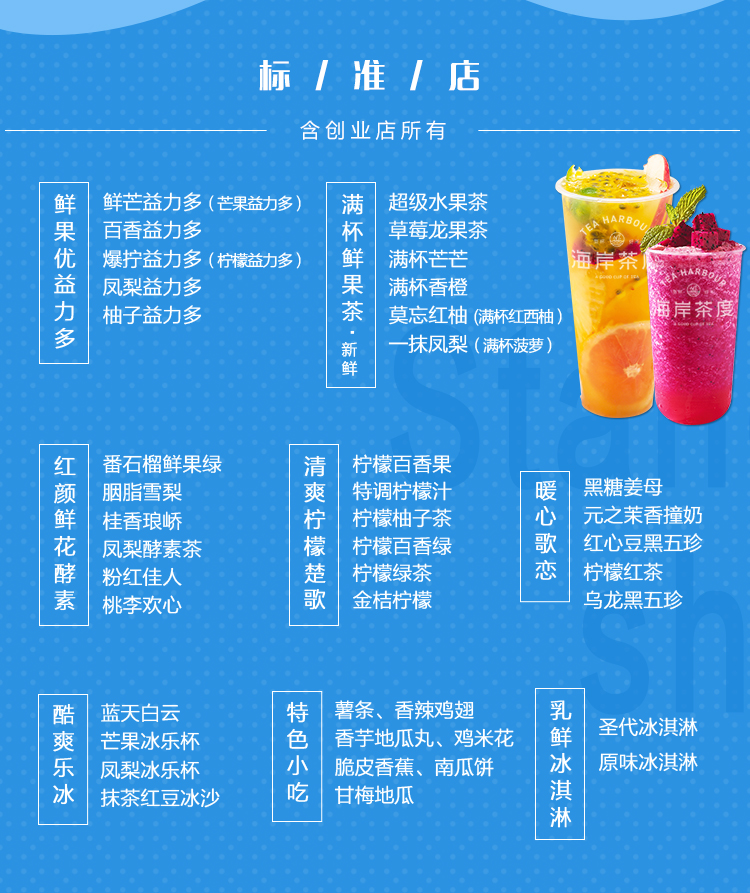 标/准/店
含创业店所有
鲜果优益力多
鲜芒益力多（芒果益力多）
百香益力多
爆拧益力多（柠檬益力多）
凤梨益力多
柚子益力多
满杯鲜果茶·新鲜
超级水果茶
草莓龙果茶
满杯芒芒
满杯香橙
莫忘红柚（满杯红西柚）
一抹凤梨（满杯菠萝）
TEA HARBOUR
海岸茶度
A GOOD CUP OF TEA
TEA HARBOUR
海岸茶度
A GOOD CUP OF TEA
Stan
sh
红颜鲜花酵素
番石榴鲜果绿
胭脂雪梨
桂香琅峤
凤梨酵素茶
粉红佳人
桃李欢心
清爽柠檬楚歌
柠檬百香果
特调柠檬汁
柠檬柚子茶
柠檬百香绿
柠檬绿茶
金桔柠檬
暖心歌恋
黑糖姜母
元之茉香撞奶
红心豆黑五珍
柠檬红茶
乌龙黑五珍
酷爽乐冰
蓝天白云
芒果冰乐杯
凤梨冰乐杯
抹茶红豆冰沙
特色小吃
薯条、香辣鸡翅
香芋地瓜丸、鸡米花
脆皮香蕉、南瓜饼
甘梅地瓜
乳鲜冰淇淋
圣代冰淇淋
原味冰淇淋